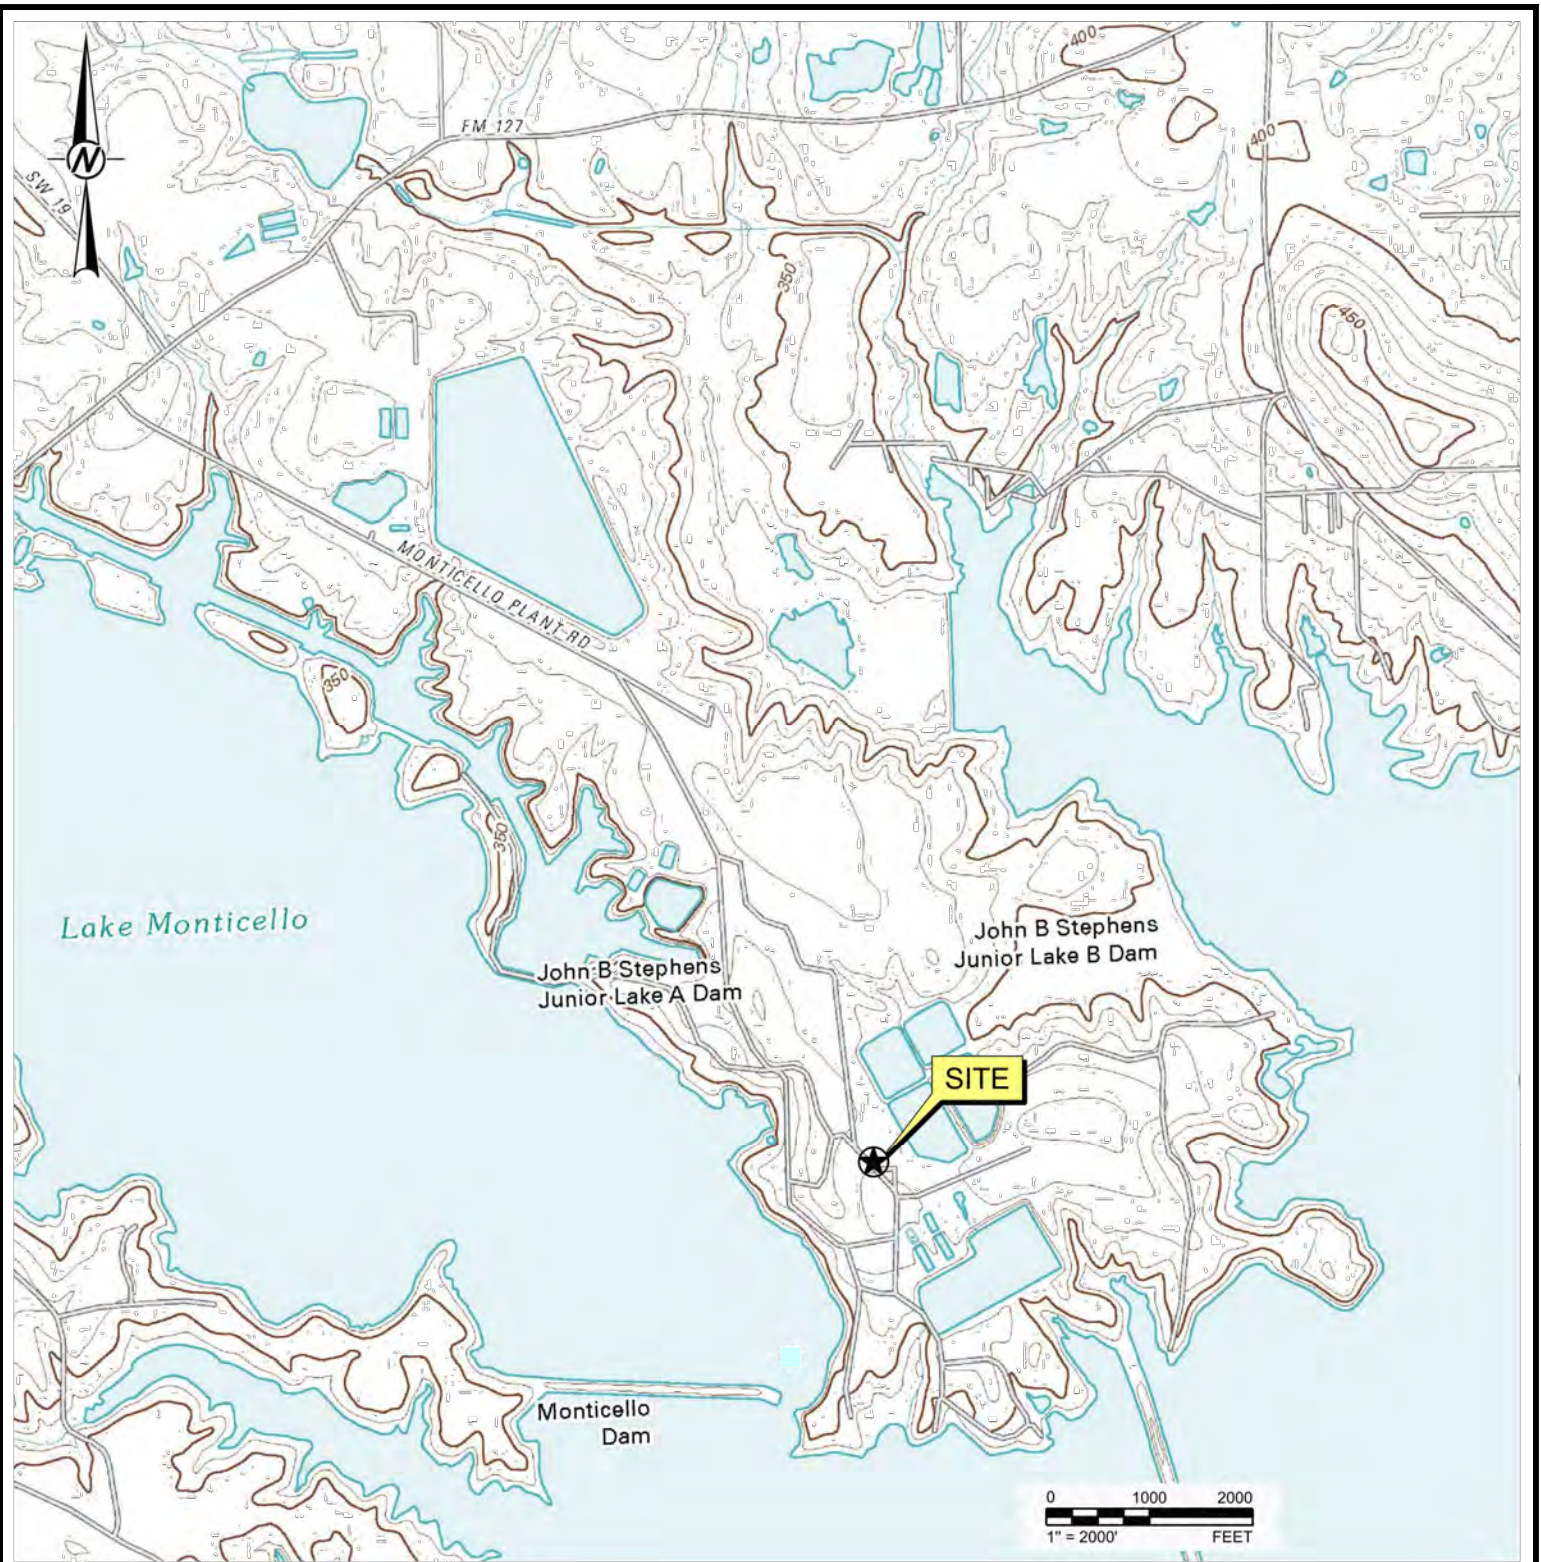 400
FM 127
400
N
SW 19
350
450
MONTICELLO PLANT RD
350
350
Lake Monticello
John B Stephens
Junior Lake B Dam
John B Stephens
Junior Lake A Dam
SITE
Monticello
Dam
0 1000 2000
1" = 2000' FEET